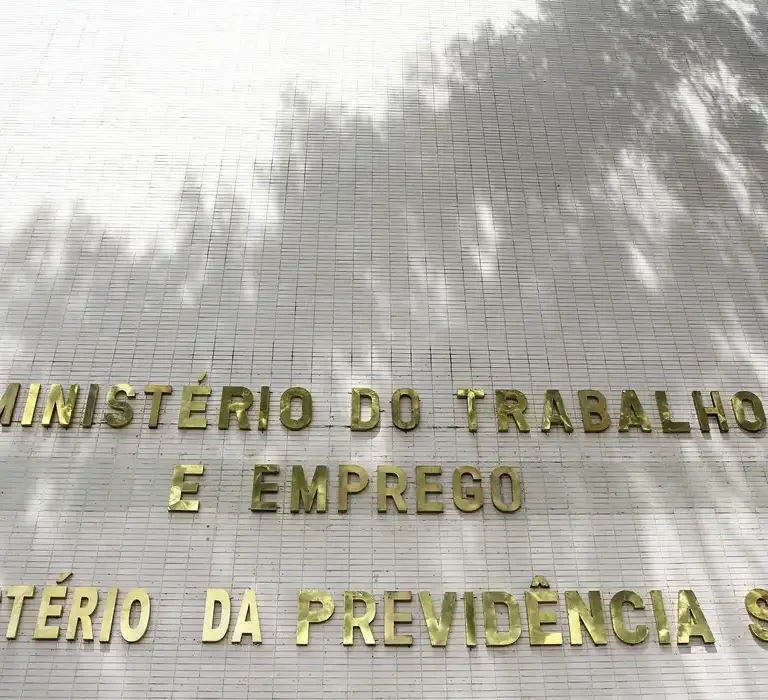 MINISTÉRIO DO TRABALHO
E EMPREGO
TÉRIO DA PREVIDÊNCIA S